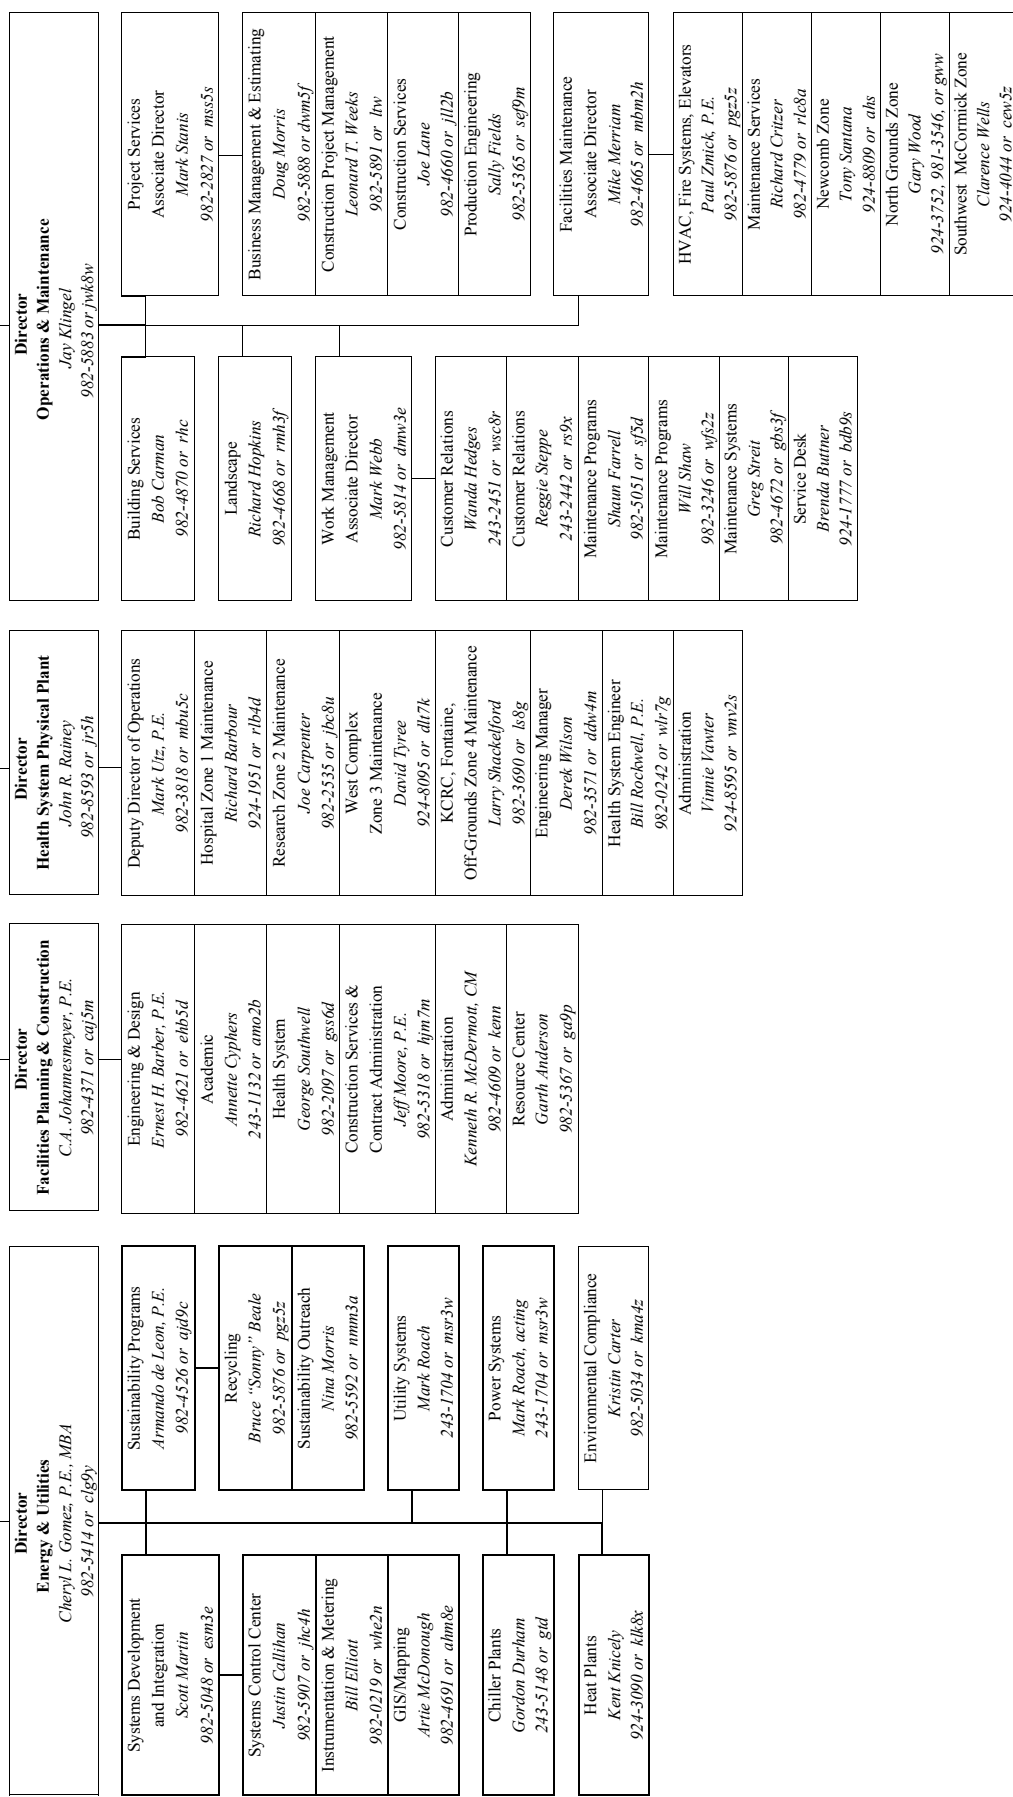 Director
Energy & Utilities
Cheryl L. Gomez, P.E., MBA
982-5414 or clg9y
Systems Development
and Integration
Scott Martin
982-5048 or esm3e
Systems Control Center
Justin Callihan
982-5907 or jhc4h
Instrumentation & Metering
Bill Elliott
982-0219 or whe2n
GIS/Mapping
Artie McDonough
982-4691 or ahm8e
Chiller Plants
Gordon Durham
243-5148 or gtd
Heat Plants
Kent Knicely
924-3090 or klk8x
Sustainability Programs
Armando de Leon, P.E.
982-4526 or ajd9c
Recycling
Bruce “Sonny” Beale
982-5876 or pgz5z
Sustainability Outreach
Nina Morris
982-5592 or nmm3a
Utility Systems
Mark Roach
243-1704 or msr3w
Power Systems
Mark Roach, acting
243-1704 or msr3w
Environmental Compliance
Kristin Carter
982-5034 or kma4z
Director
Facilities Planning & Construction
C.A. Johannesmeyer, P.E.
982-4371 or caj5m
Engineering & Design
Ernest H. Barber, P.E.
982-4621 or ehb5d
Academic
Annette Cyphers
243-1132 or amo2b
Health System
George Southwell
982-2097 or gss6d
Construction Services &
Contract Administration
Jeff Moore, P.E.
982-5318 or hjm7m
Administration
Kenneth R. McDermott, CM
982-4609 or kenn
Resource Center
Garth Anderson
982-5367 or ga9p
Director
Health System Physical Plant
John R. Rainey
982-8593 or jr5h
Deputy Director of Operations
Mark Utz, P.E.
982-3818 or mbu5c
Hospital Zone 1 Maintenance
Richard Barbour
924-1951 or rlb4d
Research Zone 2 Maintenance
Joe Carpenter
982-2535 or jbc8u
West Complex
Zone 3 Maintenance
David Tyree
924-8095 or dlt7k
KCRC, Fontaine,
Off-Grounds Zone 4 Maintenance
Larry Shackelford
982-3690 or ls8g
Engineering Manager
Derek Wilson
982-3571 or ddw4m
Health System Engineer
Bill Rockwell, P.E.
982-0242 or wlr7g
Administration
Vinnie Vawter
924-8595 or vmv2s
Director
Operations & Maintenance
Jay Klingel
982-5883 or jwk8w
Building Services
Bob Carman
982-4870 or rhc
Landscape
Richard Hopkins
982-4668 or rmh3f
Work Management
Associate Director
Mark Webb
982-5814 or dmw3e
Customer Relations
Wanda Hedges
243-2451 or wsc8r
Customer Relations
Reggie Steppe
243-2442 or rs9x
Maintenance Programs
Shaun Farrell
982-5051 or sf5d
Maintenance Programs
Will Shaw
982-3246 or wfs2z
Maintenance Systems
Greg Streit
982-4672 or gbs3f
Service Desk
Brenda Buttner
924-1777 or bdb9s
Project Services
Associate Director
Mark Stanis
982-2827 or mss5s
Business Management & Estimating
Doug Morris
982-5888 or dwm5f
Construction Project Management
Leonard T. Weeks
982-5891 or ltw
Construction Services
Joe Lane
982-4660 or jll2b
Production Engineering
Sally Fields
982-5365 or sef9m
Facilities Maintenance
Associate Director
Mike Merriam
982-4665 or mbm2h
HVAC, Fire Systems, Elevators
Paul Zmick, P.E.
982-5876 or pgz5z
Maintenance Services
Richard Critzer
982-4779 or rlc8a
Newcomb Zone
Tony Santana
924-8809 or ahs
North Grounds Zone
Gary Wood
924-3752, 981-3546, or gww
Southwest McCormick Zone
Clarence Wells
924-4044 or cew5z